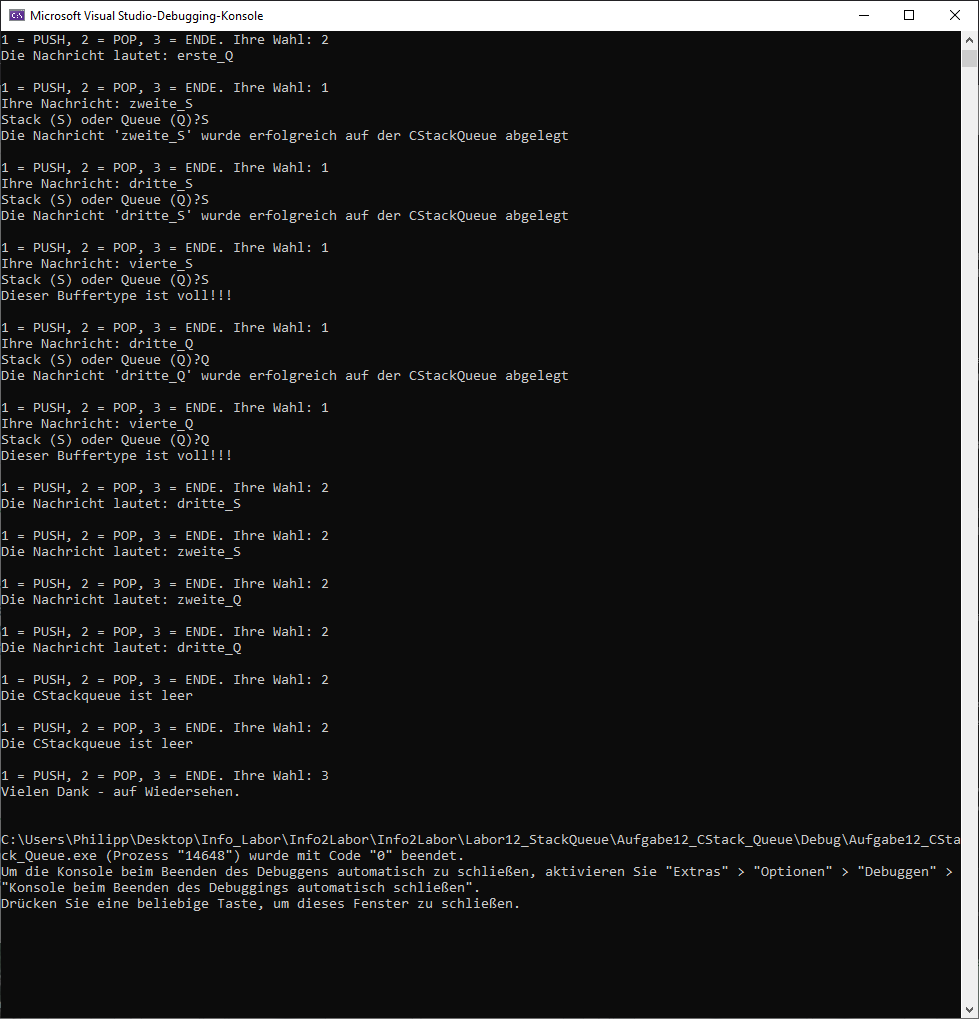 Microsoft Visual Studio-Debugging-Konsole
1 = PUSH, 2 = POP, 3 = ENDE. Ihre Wahl: 2
Die Nachricht lautet: erste_Q
1 = PUSH, 2 = POP, 3 = ENDE. Ihre Wahl: 1
Ihre Nachricht: zweite_S
Stack (S) oder Queue (Q)?S
Die Nachricht 'zweite_S' wurde erfolgreich auf der CStackQueue abgelegt
1 = PUSH, 2 = POP, 3 = ENDE. Ihre Wahl: 1
Ihre Nachricht: dritte_S
Stack (S) oder Queue (Q)?S
Die Nachricht 'dritte_S' wurde erfolgreich auf der CStackQueue abgelegt
1 = PUSH, 2 = POP, 3 = ENDE. Ihre Wahl: 1
Ihre Nachricht: vierte_S
Stack (S) oder Queue (Q)?S
Dieser Buffertype ist voll!!!
1 = PUSH, 2 = POP, 3 = ENDE. Ihre Wahl: 1
Ihre Nachricht: dritte_Q
Stack (S) oder Queue (Q)?Q
Die Nachricht 'dritte_Q' wurde erfolgreich auf der CStackQueue abgelegt
1 = PUSH, 2 = POP, 3 = ENDE. Ihre Wahl: 1
Ihre Nachricht: vierte_Q
Stack (S) oder Queue (Q)?Q
Dieser Buffertype ist voll!!!
1 = PUSH, 2 = POP, 3 = ENDE. Ihre Wahl: 2
Die Nachricht lautet: dritte_S
1 = PUSH, 2 = POP, 3 = ENDE. Ihre Wahl: 2
Die Nachricht lautet: zweite_S
1 = PUSH, 2 = POP, 3 = ENDE. Ihre Wahl: 2
Die Nachricht lautet: zweite_Q
1 = PUSH, 2 = POP, 3 = ENDE. Ihre Wahl: 2
Die Nachricht lautet: dritte_Q
1 = PUSH, 2 = POP, 3 = ENDE. Ihre Wahl: 2
Die CStackqueue ist leer
1 = PUSH, 2 = POP, 3 = ENDE. Ihre Wahl: 2
Die CStackqueue ist leer
1 = PUSH, 2 = POP, 3 = ENDE. Ihre Wahl: 3
Vielen Dank - auf Wiedersehen.
C:\Users\Philipp\Desktop\Info_Labor\Info2Labor\Info2Labor\Labor12_StackQueue\Aufgabe12_CStack_Queue\Debug\Aufgabe12_CSta
ck_Queue.exe (Prozess "14648") wurde mit Code "0" beendet.
Um die Konsole beim Beenden des Debuggens automatisch zu schließen, aktivieren Sie "Extras" > "Optionen" > "Debuggen" >
"Konsole beim Beenden des Debuggings automatisch schließen".
Drücken Sie eine beliebige Taste, um dieses Fenster zu schließen.